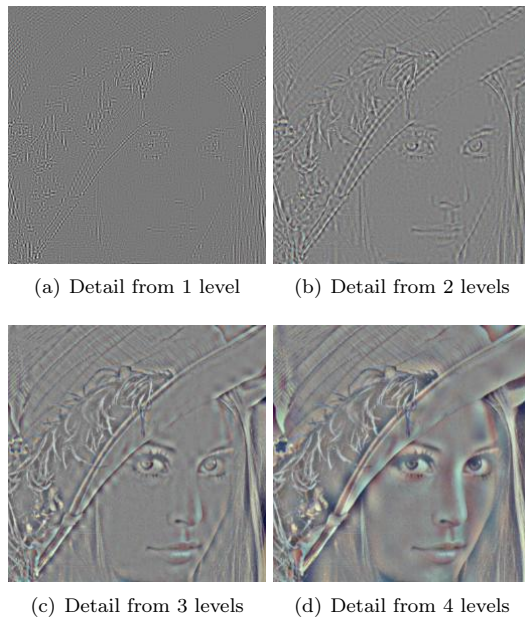 (a) Detail from 1 level
(b) Detail from 2 levels
(c) Detail from 3 levels
(d) Detail from 4 levels